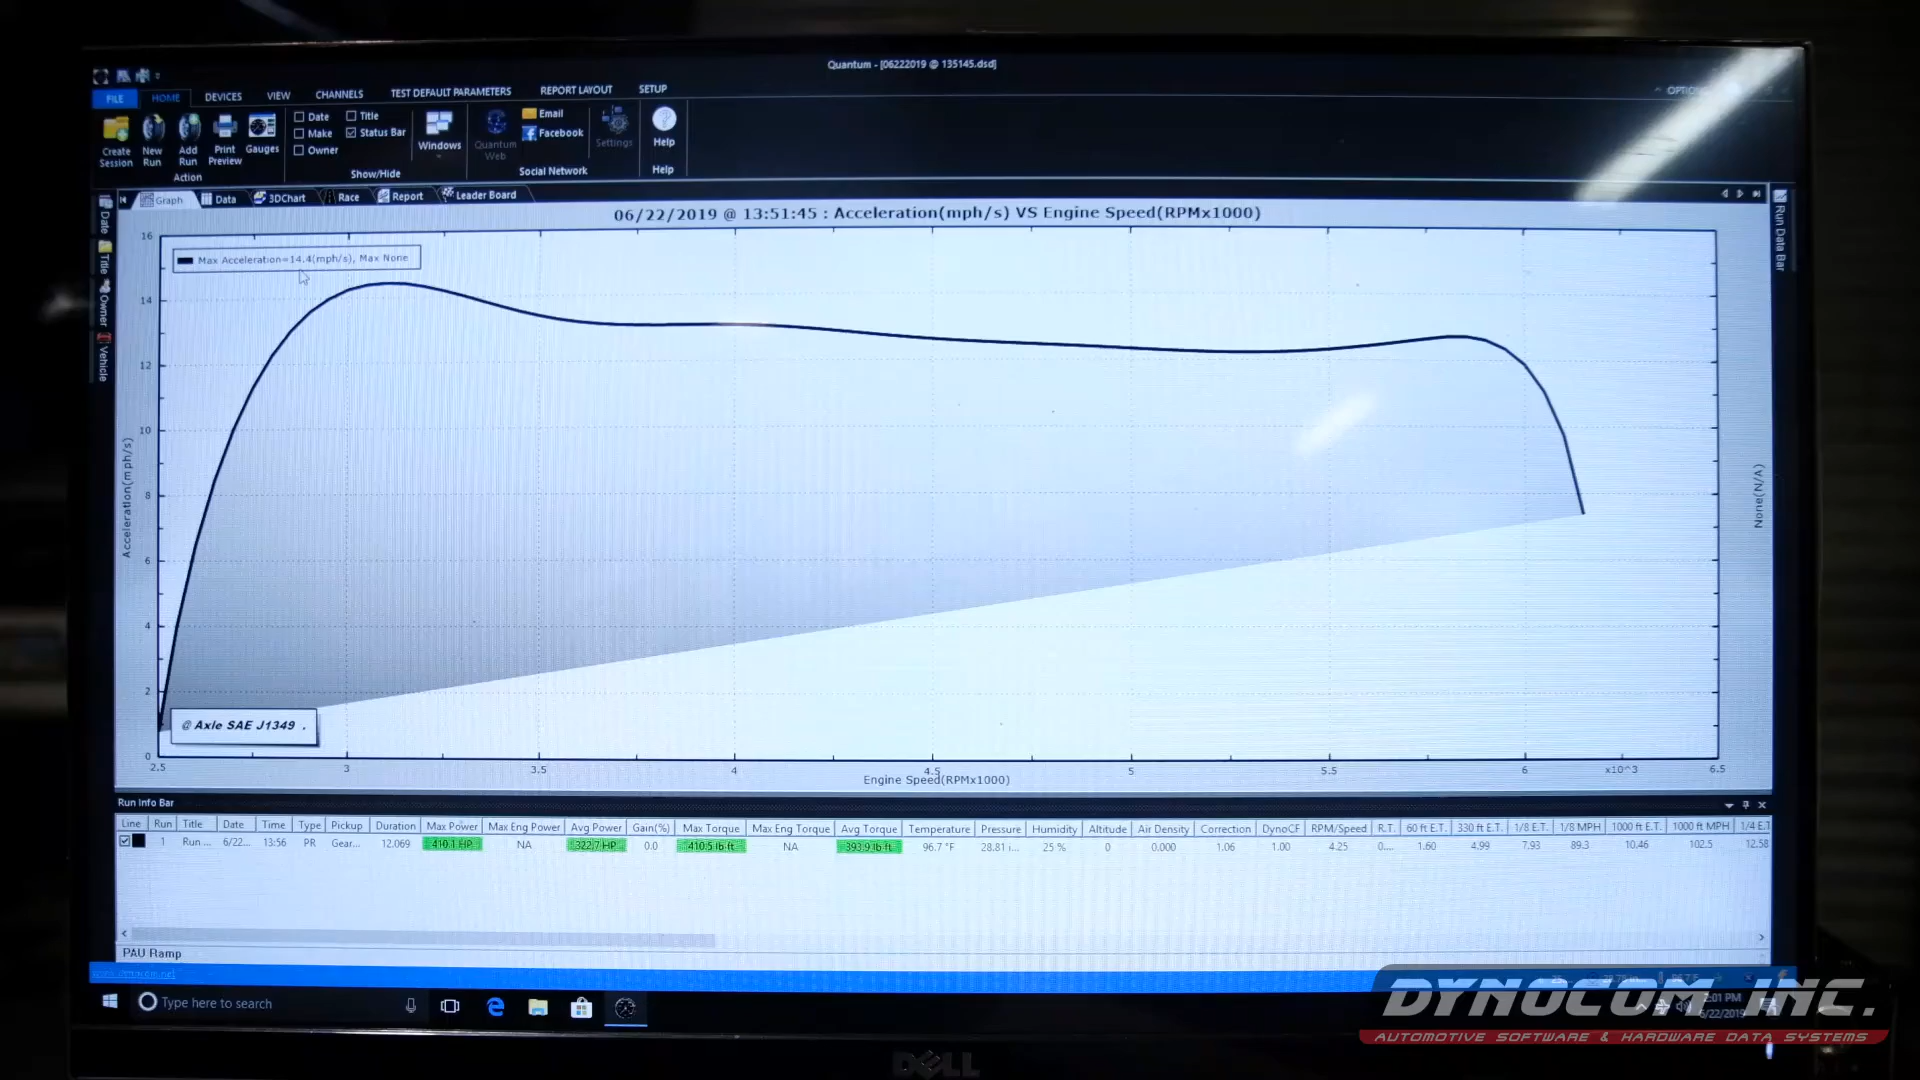 Quantum - [06222019 @ 135145.dsd]
FILE HOME DEVICES VIEW CHANNELS TEST DEFAULT PARAMETERS REPORT LAYOUT SETUP
Create Session
New Run
Add Run
Print Preview
Gauges
Action
Date Title
Make Status Bar
Owner
Show/Hide
Windows
Quantum Web
Email
Facebook
Social Network
Settings
Help
Help
Graph Data 3DChart Race Report Leader Board
Date
Title
Owner
Vehicle
Run Data Bar
06/22/2019 @ 13:51:45 : Acceleration(mph/s) VS Engine Speed(RPMx1000)
Max Acceleration=14.4(mph/s), Max None
16
14
12
10
8
6
4
2
0
Acceleration(mph/s)
None(N/A)
@ Axle SAE J1349 .
2.5 3 3.5 4 4.5 5 5.5 6 x10^3 6.5
Engine Speed(RPMx1000)
Run Info Bar
Line Run Title Date Time Type Pickup Duration Max Power Max Eng Power Avg Power Gain(%) Max Torque Max Eng Torque Avg Torque Temperature Pressure Humidity Altitude Air Density Correction DynoCF RPM/Speed R.T. 60 ft E.T. 330 ft E.T. 1/8 E.T. 1/8 MPH 1000 ft E.T. 1000 ft MPH 1/4 E.T
1 Run ... 6/22... 13:56 PR Gear... 12.069 410.1 HP NA 322.7 HP 0.0 410.5 lb-ft NA 393.9 lb-ft 96.7 °F 28.81 i... 25 % 0 0.000 1.06 1.00 4.25 0.... 1.60 4.99 7.93 89.3 10.46 102.5 12.58
PAU Ramp
www.dynocom.net
Type here to search
2:01 PM
6/22/2019
DYNOCOM INC.
AUTOMOTIVE SOFTWARE & HARDWARE DATA SYSTEMS
DELL